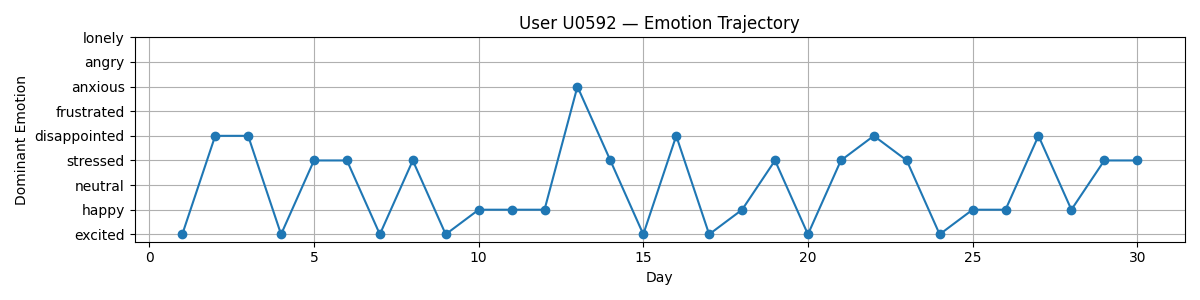 User U0592 — Emotion Trajectory
lonely
angry
anxious
frustrated
disappointed
stressed
neutral
happy
excited
Dominant Emotion
0 5 10 15 20 25 30
Day